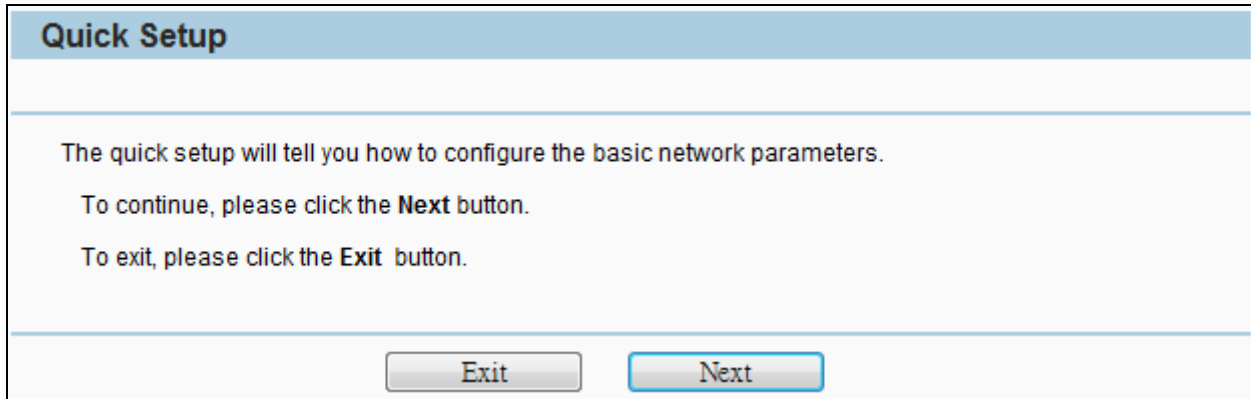 Quick Setup
The quick setup will tell you how to configure the basic network parameters.
To continue, please click the Next button.
To exit, please click the Exit button.
Exit
Next